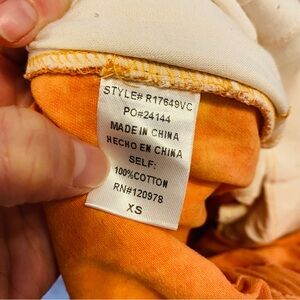 STYLE# R17649VC
PO#24144
MADE IN CHINA
HECHO EN CHINA
SELF:
100%COTTON
RN#120978
XS